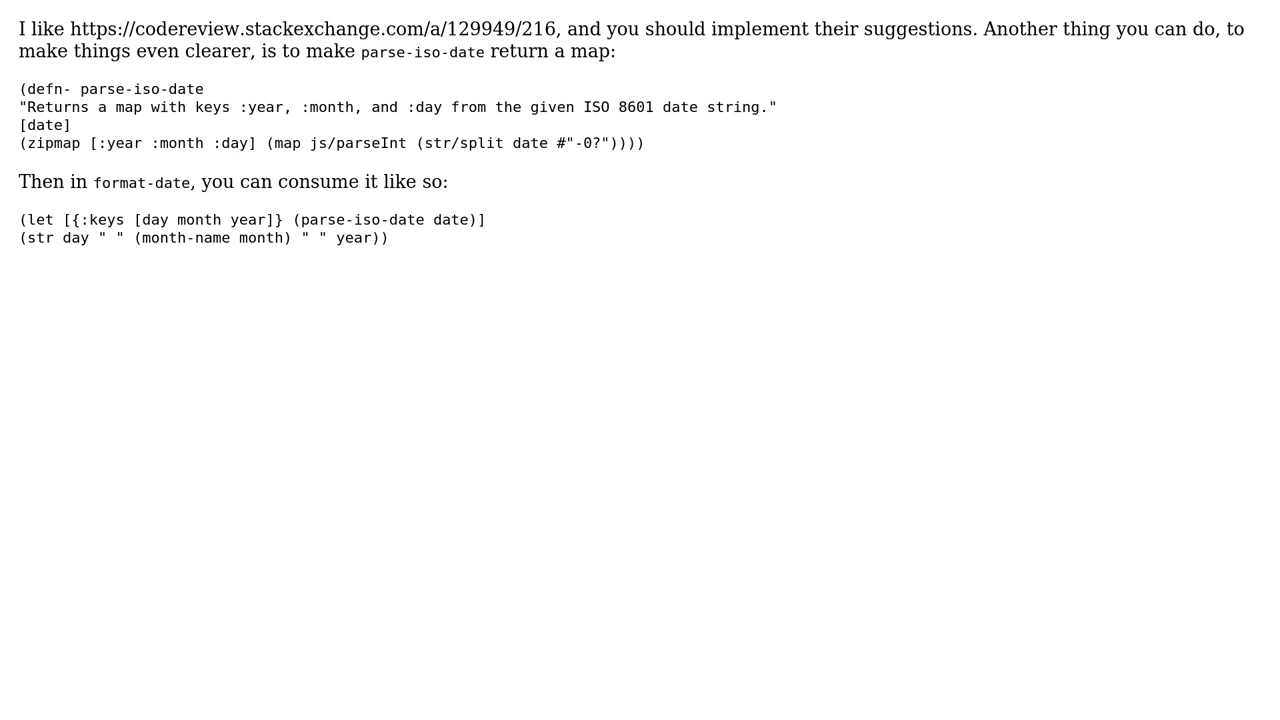 I like https://codereview.stackexchange.com/a/129949/216, and you should implement their suggestions. Another thing you can do, to
make things even clearer, is to make parse-iso-date return a map:
(defn- parse-iso-date
"Returns a map with keys :year, :month, and :day from the given ISO 8601 date string."
[date]
(zipmap [:year :month :day] (map js/parseInt (str/split date #"-0?"))))
Then in format-date, you can consume it like so:
(let [{:keys [day month year]} (parse-iso-date date)]
(str day " " (month-name month) " " year))